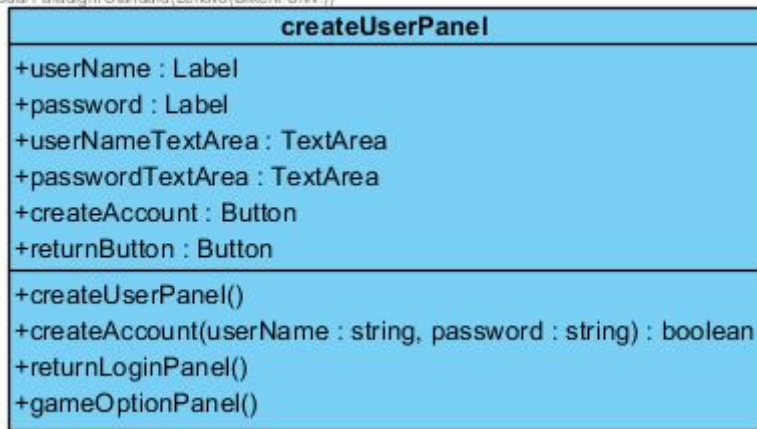 createUserPanel
+userName : Label
+password : Label
+userNameTextArea : TextArea
+passwordTextArea : TextArea
+createAccount : Button
+returnButton : Button
+createUserPanel()
+createAccount(userName : string, password : string) : boolean
+returnLoginPanel()
+gameOptionPanel()